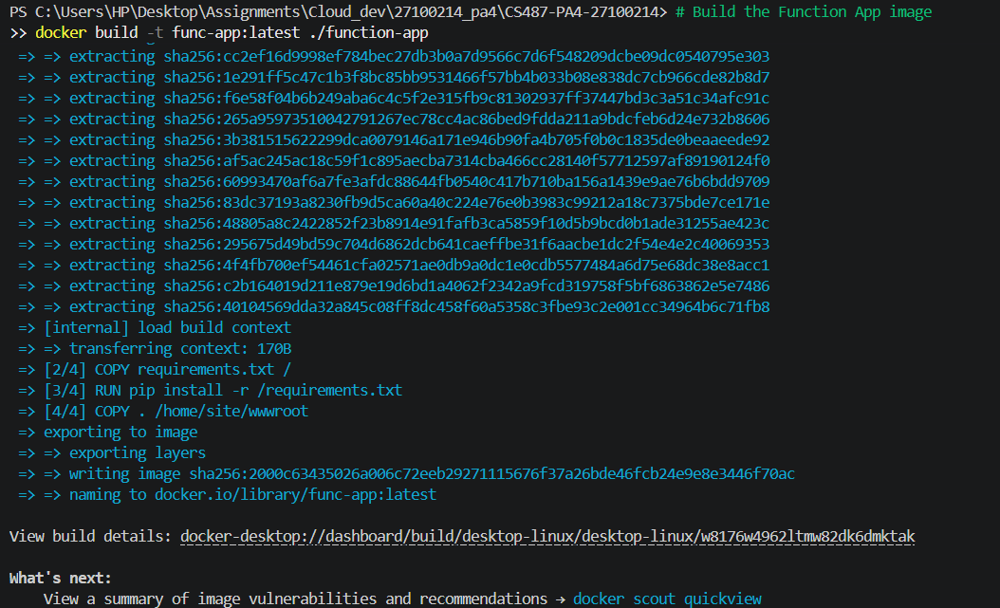 PS C:\Users\HP\Desktop\Assignments\Cloud_dev\27100214_pa4\CS487-PA4-27100214> # Build the Function App image
>> docker build -t func-app:latest ./function-app
=> => extracting sha256:cc2ef16d9998ef784bec27db3b0a7d9566c7d6f548209dcbe09dc0540795e303
=> => extracting sha256:1e291ff5c47c1b3f8bc85bb9531466f57bb4b033b08e838dc7cb966cde82b8d7
=> => extracting sha256:f6e58f04b6b249aba6c4c5f2e315fb9c81302937ff37447bd3c3a51c34afc91c
=> => extracting sha256:265a95973510042791267ec78cc4ac86bed9fdda211a9bdcfeb6d24e732b8606
=> => extracting sha256:3b381515622299dca0079146a171e946b90fa4b705f0b0c1835de0beaaeede92
=> => extracting sha256:af5ac245ac18c59f1c895aecba7314cba466cc28140f57712597af89190124f0
=> => extracting sha256:60993470af6a7fe3afdc88644fb0540c417b710ba156a1439e9ae76b6bdd9709
=> => extracting sha256:83dc37193a8230fb9d5ca60a40c224e76e0b3983c99212a18c7375bde7ce171e
=> => extracting sha256:48805a8c2422852f23b8914e91fafb3ca5859f10d5b9bcd0b1ade31255ae423c
=> => extracting sha256:295675d49bd59c704d6862dcb641caeffbe31f6aacbe1dc2f54e4e2c40069353
=> => extracting sha256:4f4fb700ef54461cfa02571ae0db9a0dc1e0cdb5577484a6d75e68dc38e8acc1
=> => extracting sha256:c2b164019d211e879e19d6bd1a4062f2342a9fcd319758f5bf6863862e5e7486
=> => extracting sha256:40104569dda32a845c08ff8dc458f60a5358c3fbe93c2e001cc34964b6c71fb8
=> [internal] load build context
=> => transferring context: 170B
=> [2/4] COPY requirements.txt /
=> [3/4] RUN pip install -r /requirements.txt
=> [4/4] COPY . /home/site/wwwroot
=> exporting to image
=> => exporting layers
=> => writing image sha256:2000c63435026a006c72eeb29271115676f37a26bde46fcb24e9e8e3446f70ac
=> => naming to docker.io/library/func-app:latest
View build details: docker-desktop://dashboard/build/desktop-linux/desktop-linux/w8176w4962ltmw82dk6dmktak
What's next:
View a summary of image vulnerabilities and recommendations → docker scout quickview